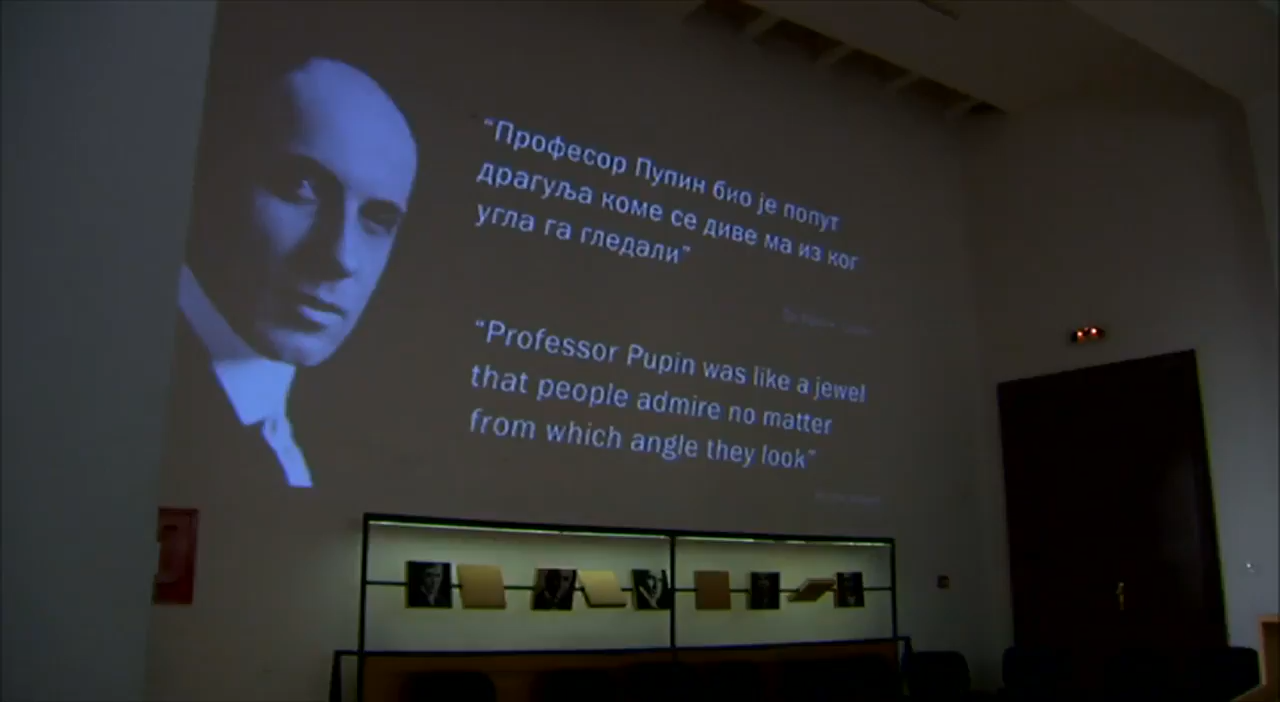 “Професор Пупин био је попут
драгуља коме се диве ма из ког
угла га гледали”
“Professor Pupin was like a jewel
that people admire no matter
from which angle they look”